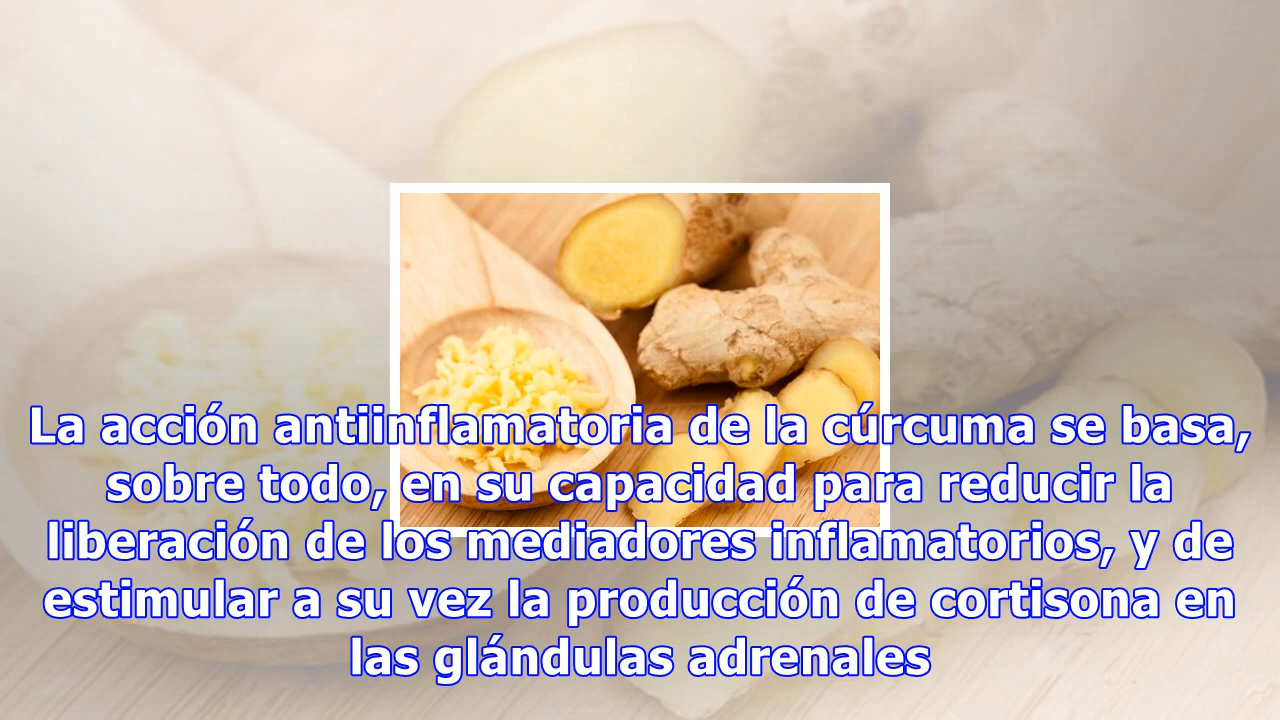 La acción antiinflamatoria de la cúrcuma se basa,
sobre todo, en su capacidad para reducir la
liberación de los mediadores inflamatorios, y de
estimular a su vez la producción de cortisona en
las glándulas adrenales